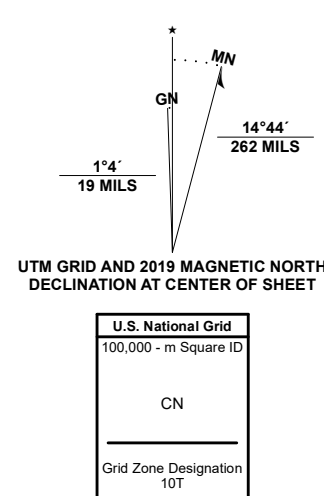 ★
MN
GN
14°44´
262 MILS
1°4´
19 MILS
UTM GRID AND 2019 MAGNETIC NORTH
DECLINATION AT CENTER OF SHEET
U.S. National Grid
100,000 - m Square ID
CN
Grid Zone Designation
10T